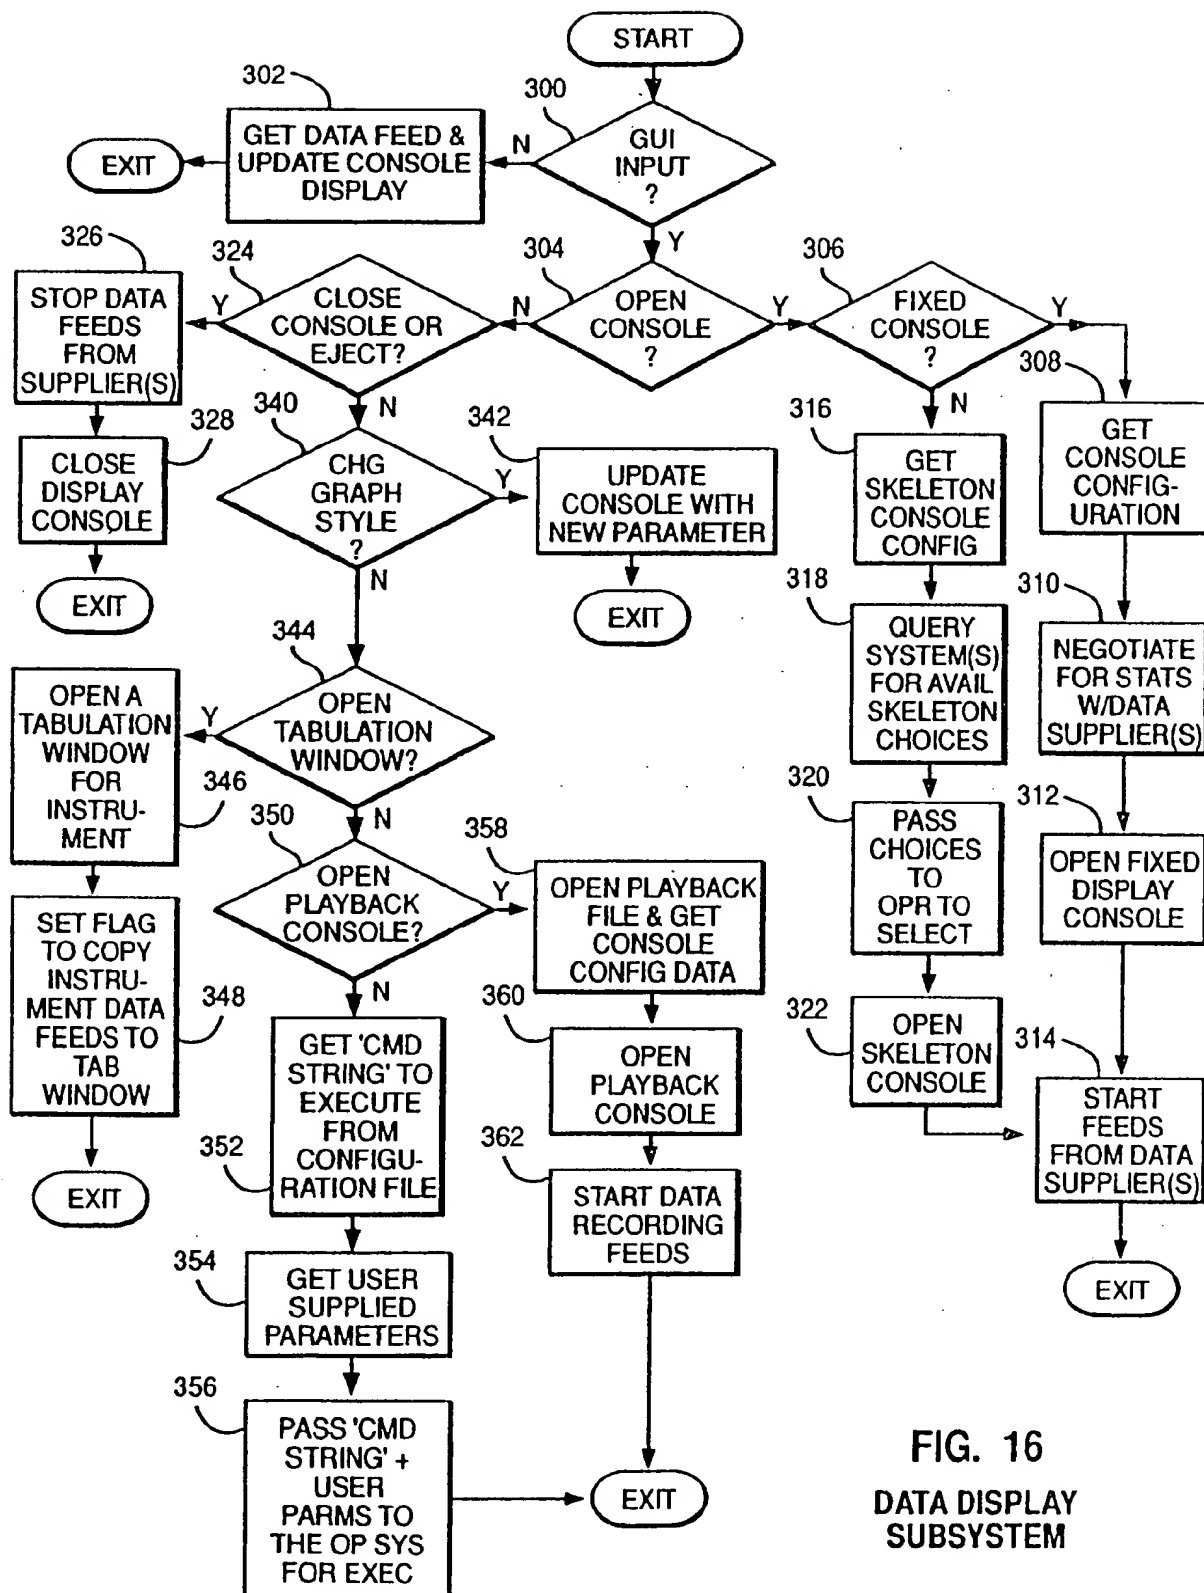 START
302
300
GET DATA FEED &
UPDATE CONSOLE
DISPLAY
EXIT
N
GUI
INPUT
?
Y
326
324
304
306
STOP DATA
FEEDS
FROM
SUPPLIER(S)
Y
CLOSE
CONSOLE OR
EJECT?
N
OPEN
CONSOLE
?
Y
FIXED
CONSOLE
?
Y
308
328
340
N
342
316
N
CLOSE
DISPLAY
CONSOLE
CHG
GRAPH
STYLE
?
Y
UPDATE
CONSOLE WITH
NEW PARAMETER
GET
SKELETON
CONSOLE
CONFIG
GET
CONSOLE
CONFIG-
URATION
EXIT
N
EXIT
318
310
344
QUERY
SYSTEM(S)
FOR AVAIL
SKELETON
CHOICES
NEGOTIATE
FOR STATS
W/DATA
SUPPLIER(S)
OPEN A
TABULATION
WINDOW
FOR
INSTRU-
MENT
Y
OPEN
TABULATION
WINDOW?
346
N
320
312
350
358
PASS
CHOICES
TO
OPR TO
SELECT
OPEN FIXED
DISPLAY
CONSOLE
OPEN
PLAYBACK
CONSOLE?
Y
OPEN PLAYBACK
FILE & GET
CONSOLE
CONFIG DATA
SET FLAG
TO COPY
INSTRU-
MENT DATA
FEEDS TO
TAB
WINDOW
348
N
360
322
314
GET 'CMD
STRING' TO
EXECUTE
FROM
CONFIGU-
RATION FILE
352
OPEN
PLAYBACK
CONSOLE
OPEN
SKELETON
CONSOLE
START
FEEDS
FROM DATA
SUPPLIER(S)
362
EXIT
START DATA
RECORDING
FEEDS
354
GET USER
SUPPLIED
PARAMETERS
EXIT
356
PASS 'CMD
STRING' +
USER
PARMS TO
THE OP SYS
FOR EXEC
EXIT
FIG. 16
DATA DISPLAY
SUBSYSTEM